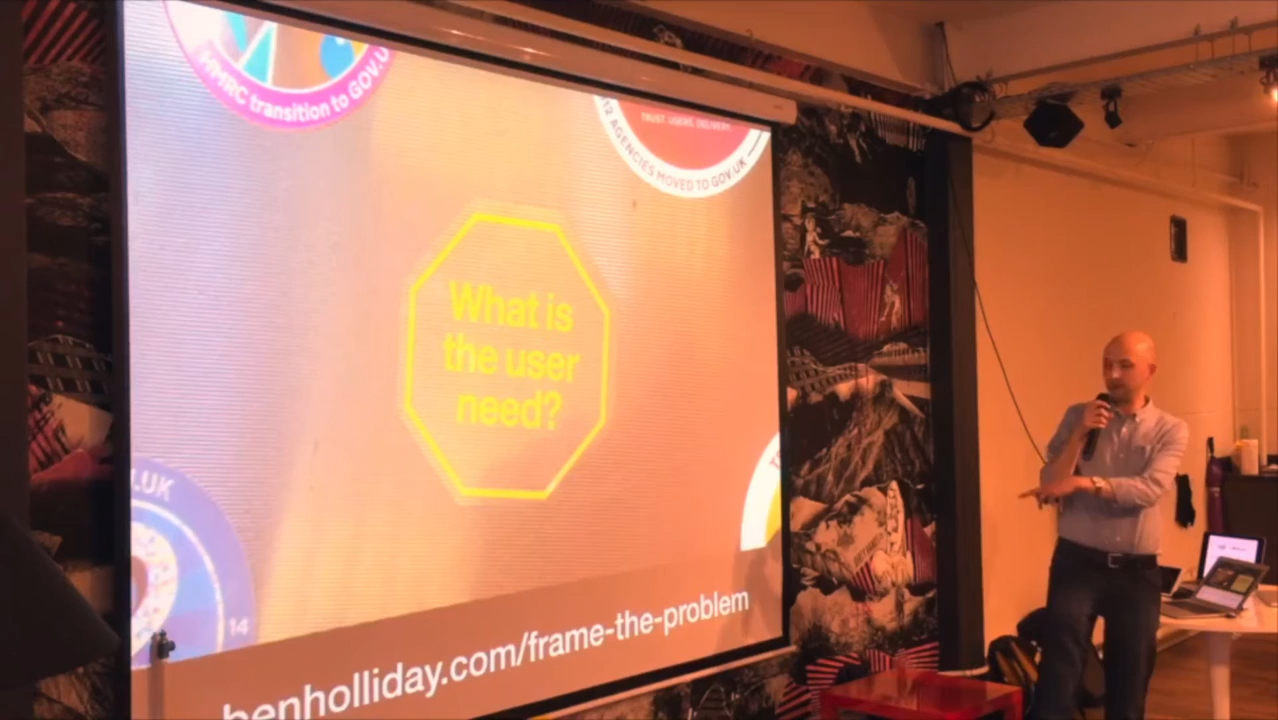 HMRC transition to GOV.U
TRUST. USERS. DELIVERY.
12 AGENCIES MOVED TO GOV.UK
What is
the user
need?
.UK
14
benholliday.com/frame-the-problem